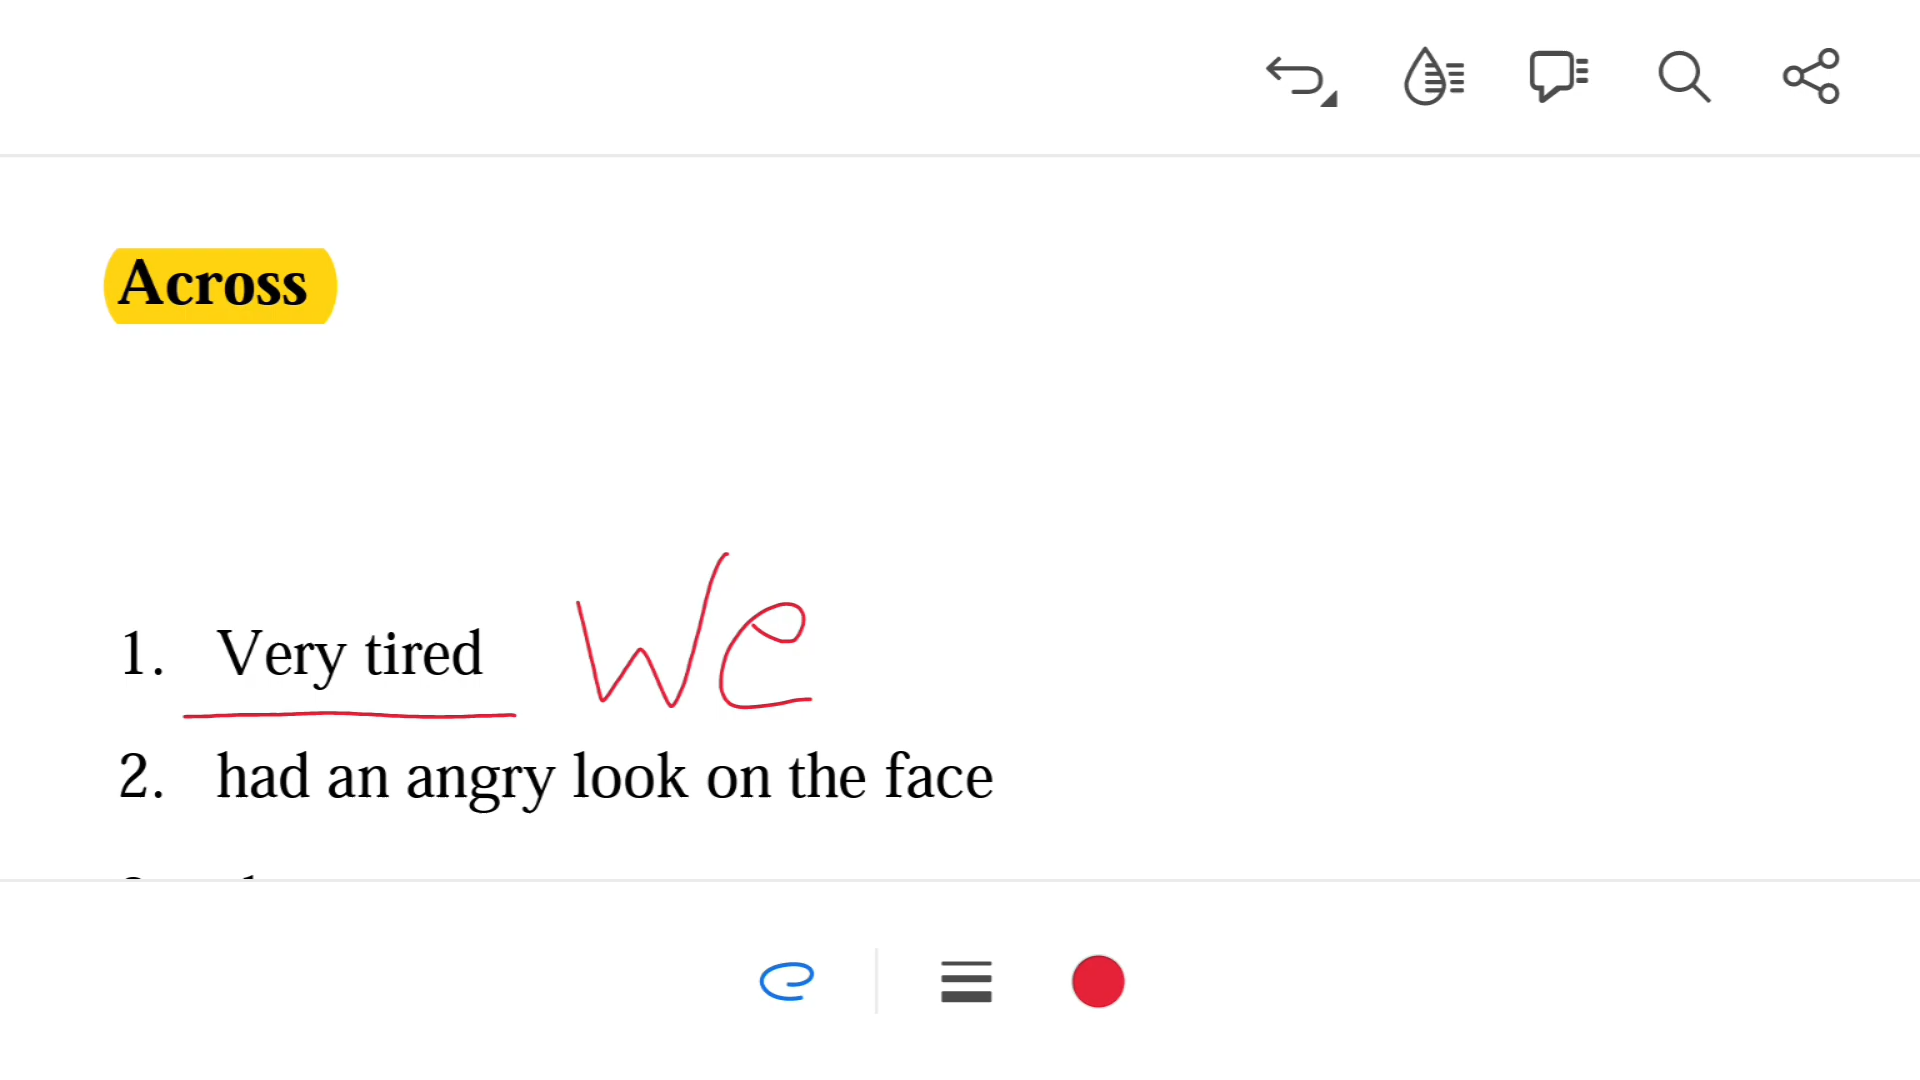 Across
1. Very tired We
2. had an angry look on the face